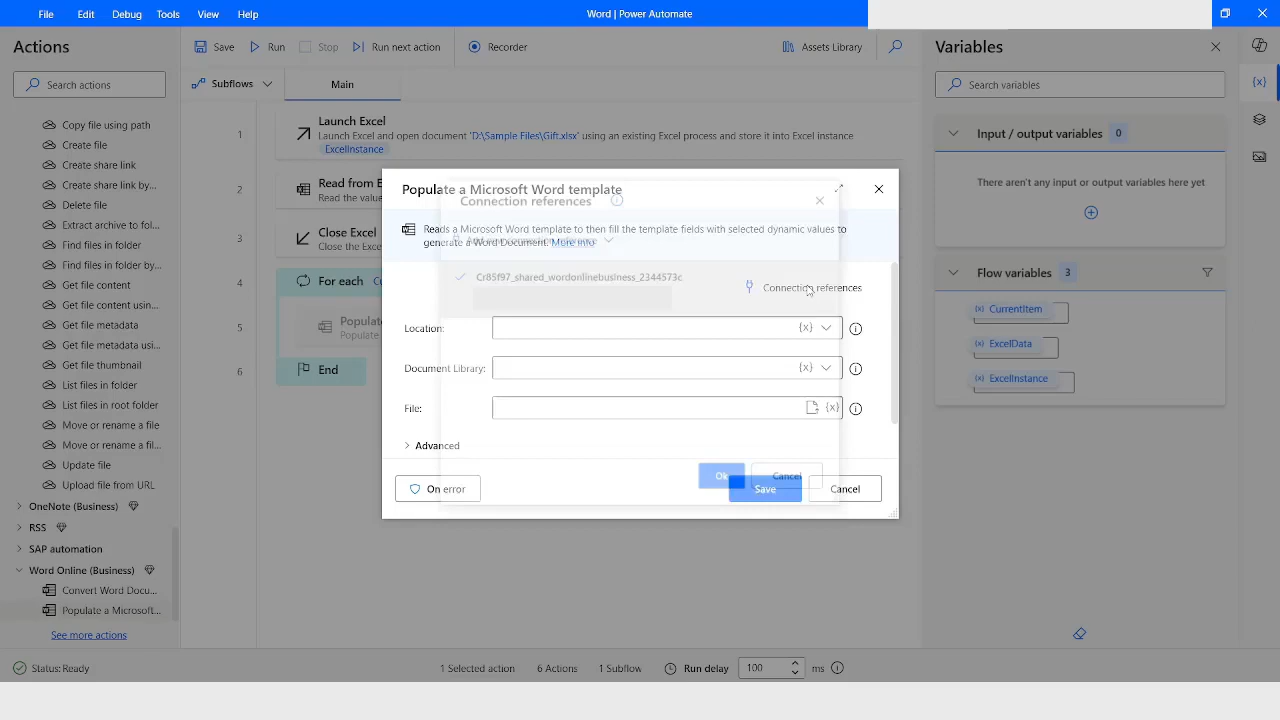 File Edit Debug Tools View Help
Word | Power Automate
Actions
Search actions
Copy file using path
Create file
Create share link
Create share link by...
Delete file
Extract archive to fol...
Find files in folder
Find files in folder by...
Get file content
Get file content usin...
Get file metadata
Get file metadata usi...
Get file thumbnail
List files in folder
List files in root folder
Move or rename a file
Move or rename a fil...
Update file
Upload file from URL
OneNote (Business)
RSS
SAP automation
Word Online (Business)
Convert Word Docu...
Populate a Microsoft...
See more actions
Save Run Stop Run next action Recorder Assets Library
Subflows Main
1
Launch Excel
Launch Excel and open document 'D:\Sample Files\Gift.xlsx' using an existing Excel process and store it into Excel instance
ExcelInstance
2
Read from E
Read the value
3
Close Excel
Close the Exce
4
For each
5
Populate
Populate
6
End
Populate a Microsoft Word template
Connection references
Reads a Microsoft Word template to then fill the template fields with selected dynamic values to
generate a Word Document. More info
Cr85f97_shared_wordonlinebusiness_2344573c
Connection references
Location: {x}
Document Library: {x}
File: {x}
Advanced
Ok Cancel
On error Save Cancel
Variables
Search variables
Input / output variables 0
There aren't any input or output variables here yet
Flow variables 3
{x} CurrentItem
{x} ExcelData
{x} ExcelInstance
{x}
Status: Ready 1 Selected action 6 Actions 1 Subflow Run delay 100 ms